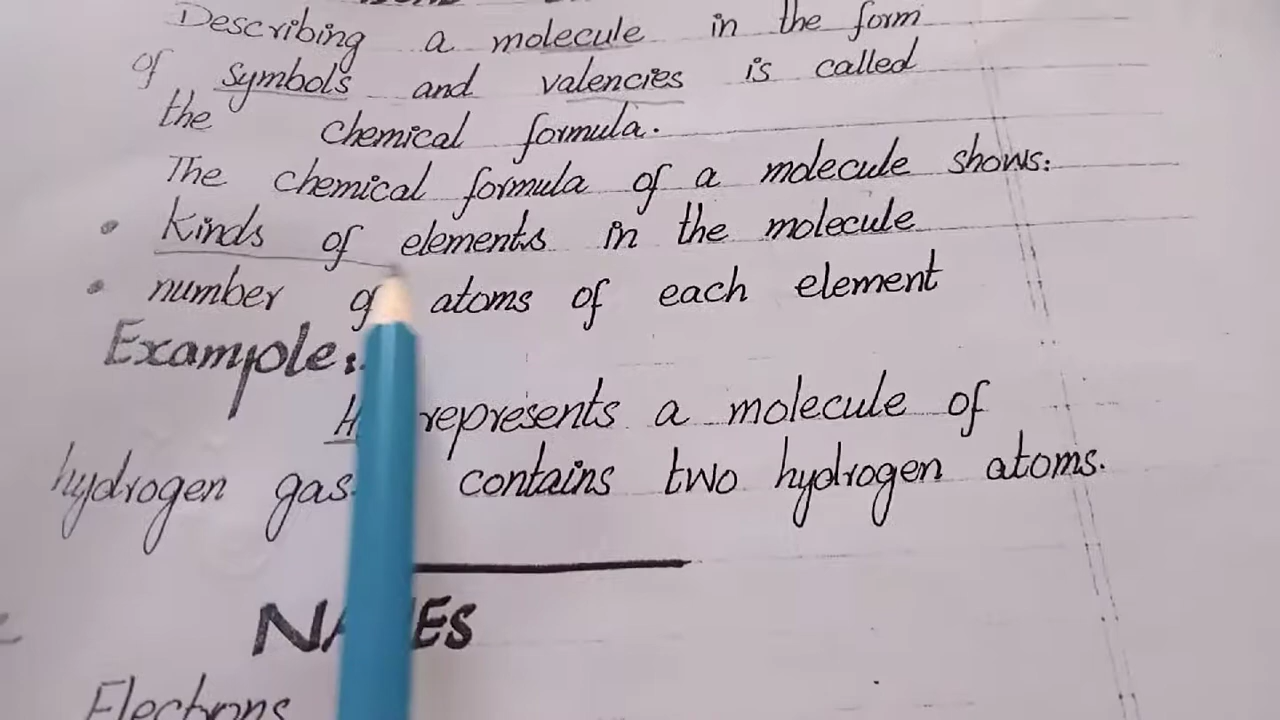 Describing a molecule in the form
of symbols and valencies is called
the chemical formula.
The chemical formula of a molecule shows:
• Kinds of elements in the molecule
• number of atoms of each element
Example:
H represents a molecule of
hydrogen gas. contains two hydrogen atoms.
Electrons